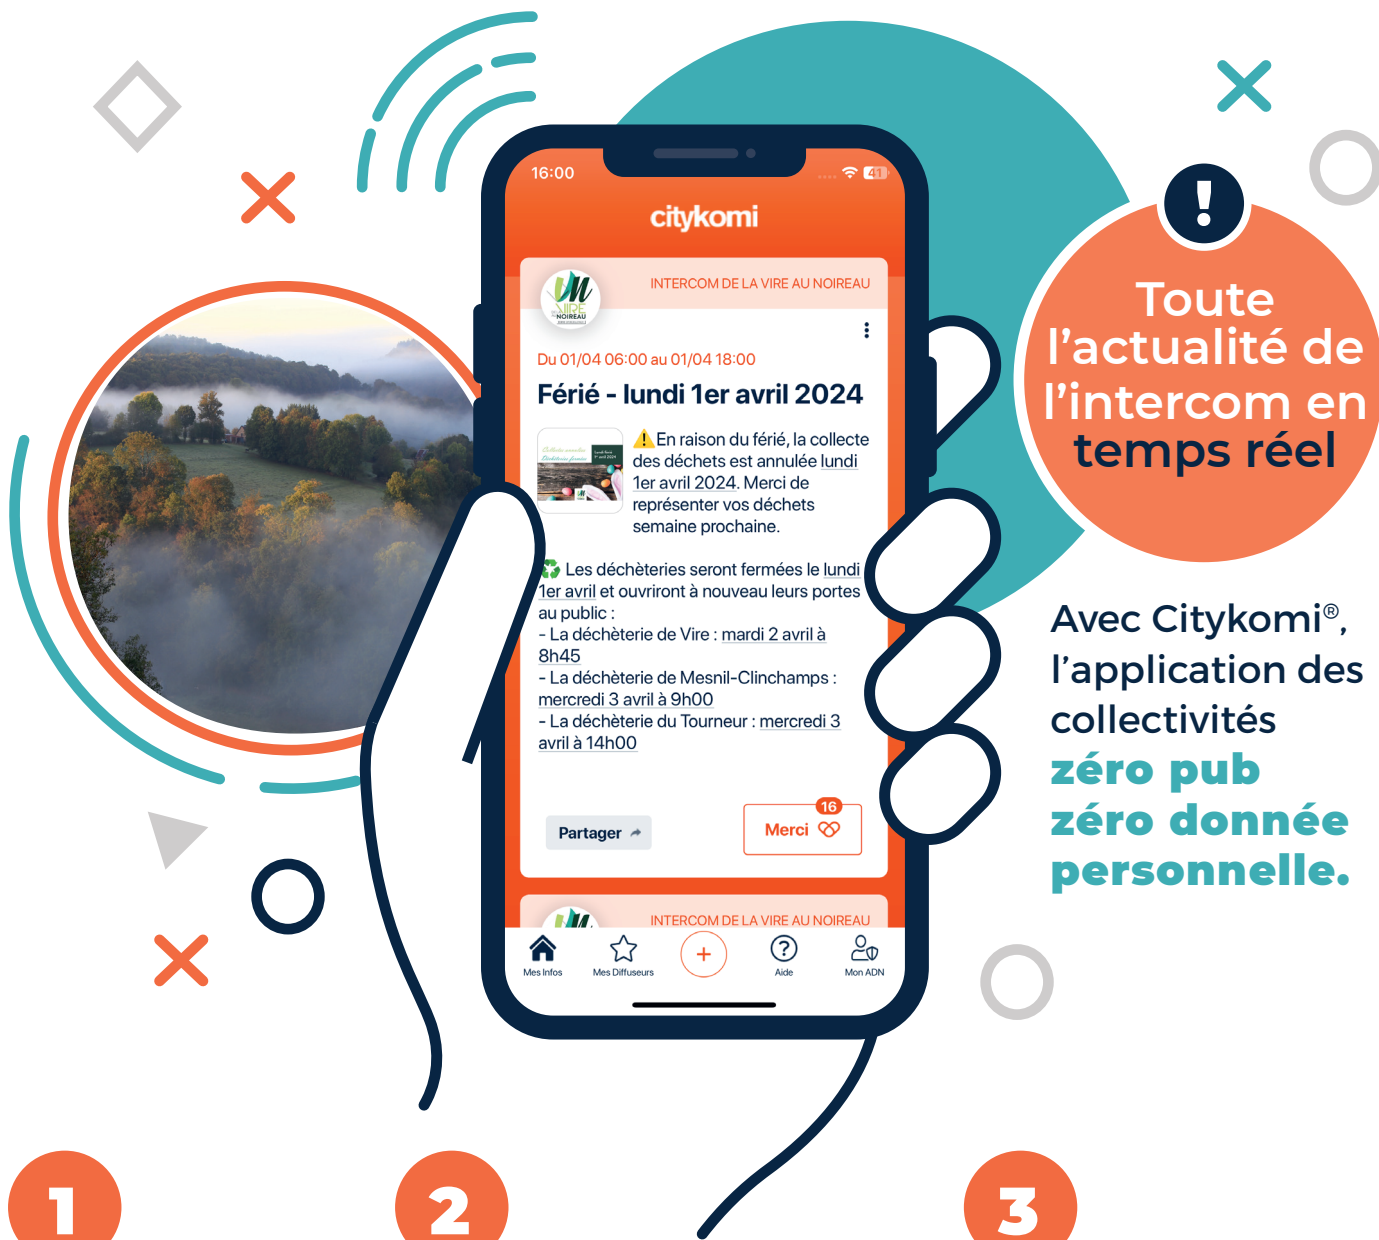 16:00
41
citykomi
INTERCOM DE LA VIRE AU NOIREAU
VIRE
NOIREAU
Du 01/04 06:00 au 01/04 18:00
Férié - lundi 1er avril 2024
⚠️En raison du férié, la collecte
des déchets est annulée lundi
1er avril 2024. Merci de
représenter vos déchets
semaine prochaine.
♻️ Les déchèteries seront fermées le lundi
1er avril et ouvriront à nouveau leurs portes
au public :
- La déchèterie de Vire : mardi 2 avril à
8h45
- La déchèterie de Mesnil-Clinchamps :
mercredi 3 avril à 9h00
- La déchèterie du Tourneur : mercredi 3
avril à 14h00
Partager
16
Merci
INTERCOM DE LA VIRE AU NOIREAU
Mes Infos
Mes Diffuseurs
Aide
Mon ADN
!
Toute
l'actualité de
l'intercom en
temps réel
Avec Citykomi®,
l'application des
collectivités
zéro pub
zéro donnée
personnelle.
1
2
3